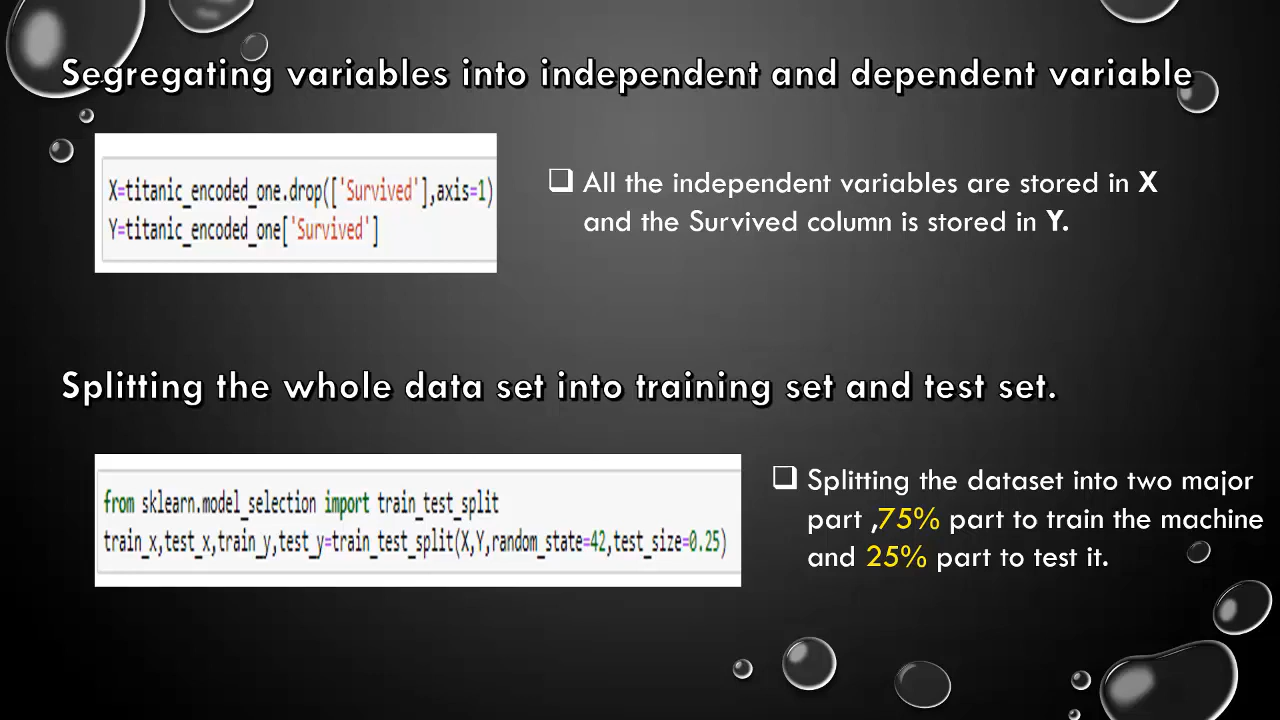 Segregating variables into independent and dependent variable
X=titanic_encoded_one.drop(['Survived'],axis=1)
Y=titanic_encoded_one['Survived']
❑ All the independent variables are stored in X
and the Survived column is stored in Y.
Splitting the whole data set into training set and test set.
from sklearn.model_selection import train_test_split
train_x,test_x,train_y,test_y=train_test_split(X,Y,random_state=42,test_size=0.25)
❑ Splitting the dataset into two major
part ,75% part to train the machine
and 25% part to test it.